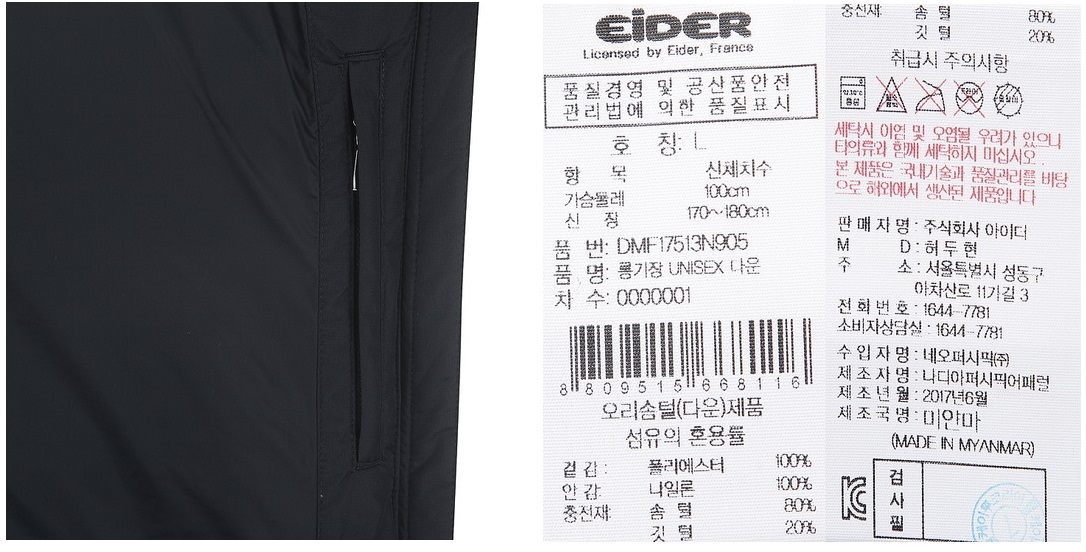 EiDER
Licensed by Eider, France
품질경영 및 공산품안전
관리법에 의한 품질표시
호 칭: L
항 목 신체치수
가슴둘레 100cm
신 장 170~180cm
품 번: DMF17513N905
품 명: 롱기장 UNISEX 다운
차 수: 0000001
8 809515 668116
오리솜털(다운)제품
섬유의 혼용률
겉 감: 폴리에스터 100%
안 감: 나일론 100%
충전재: 솜 털 80%
깃 털 20%
충전재: 솜 털 80%
깃 털 20%
취급시 주의사항
세탁시 이염 및 오염될 우려가 있으니
타의류와 함께 세탁하지 마십시오.
본 제품은 국내기술과 품질관리를 바탕
으로 해외에서 생산된 제품입니다
판 매 자 명 : 주식회사 아이더
M D : 허 두 현
주 소 : 서울특별시 성동구
아차산로 11가길 3
전 화 번 호 : 1644-7781
소비자상담실 : 1644-7781
수 입 자 명 : 네오퍼시픽(주)
제 조 자 명 : 나디아퍼시픽어패럴
제 조 년 월 : 2017년6월
제 조 국 명 : 미얀마
(MADE IN MYANMAR)
KC
검
사
필